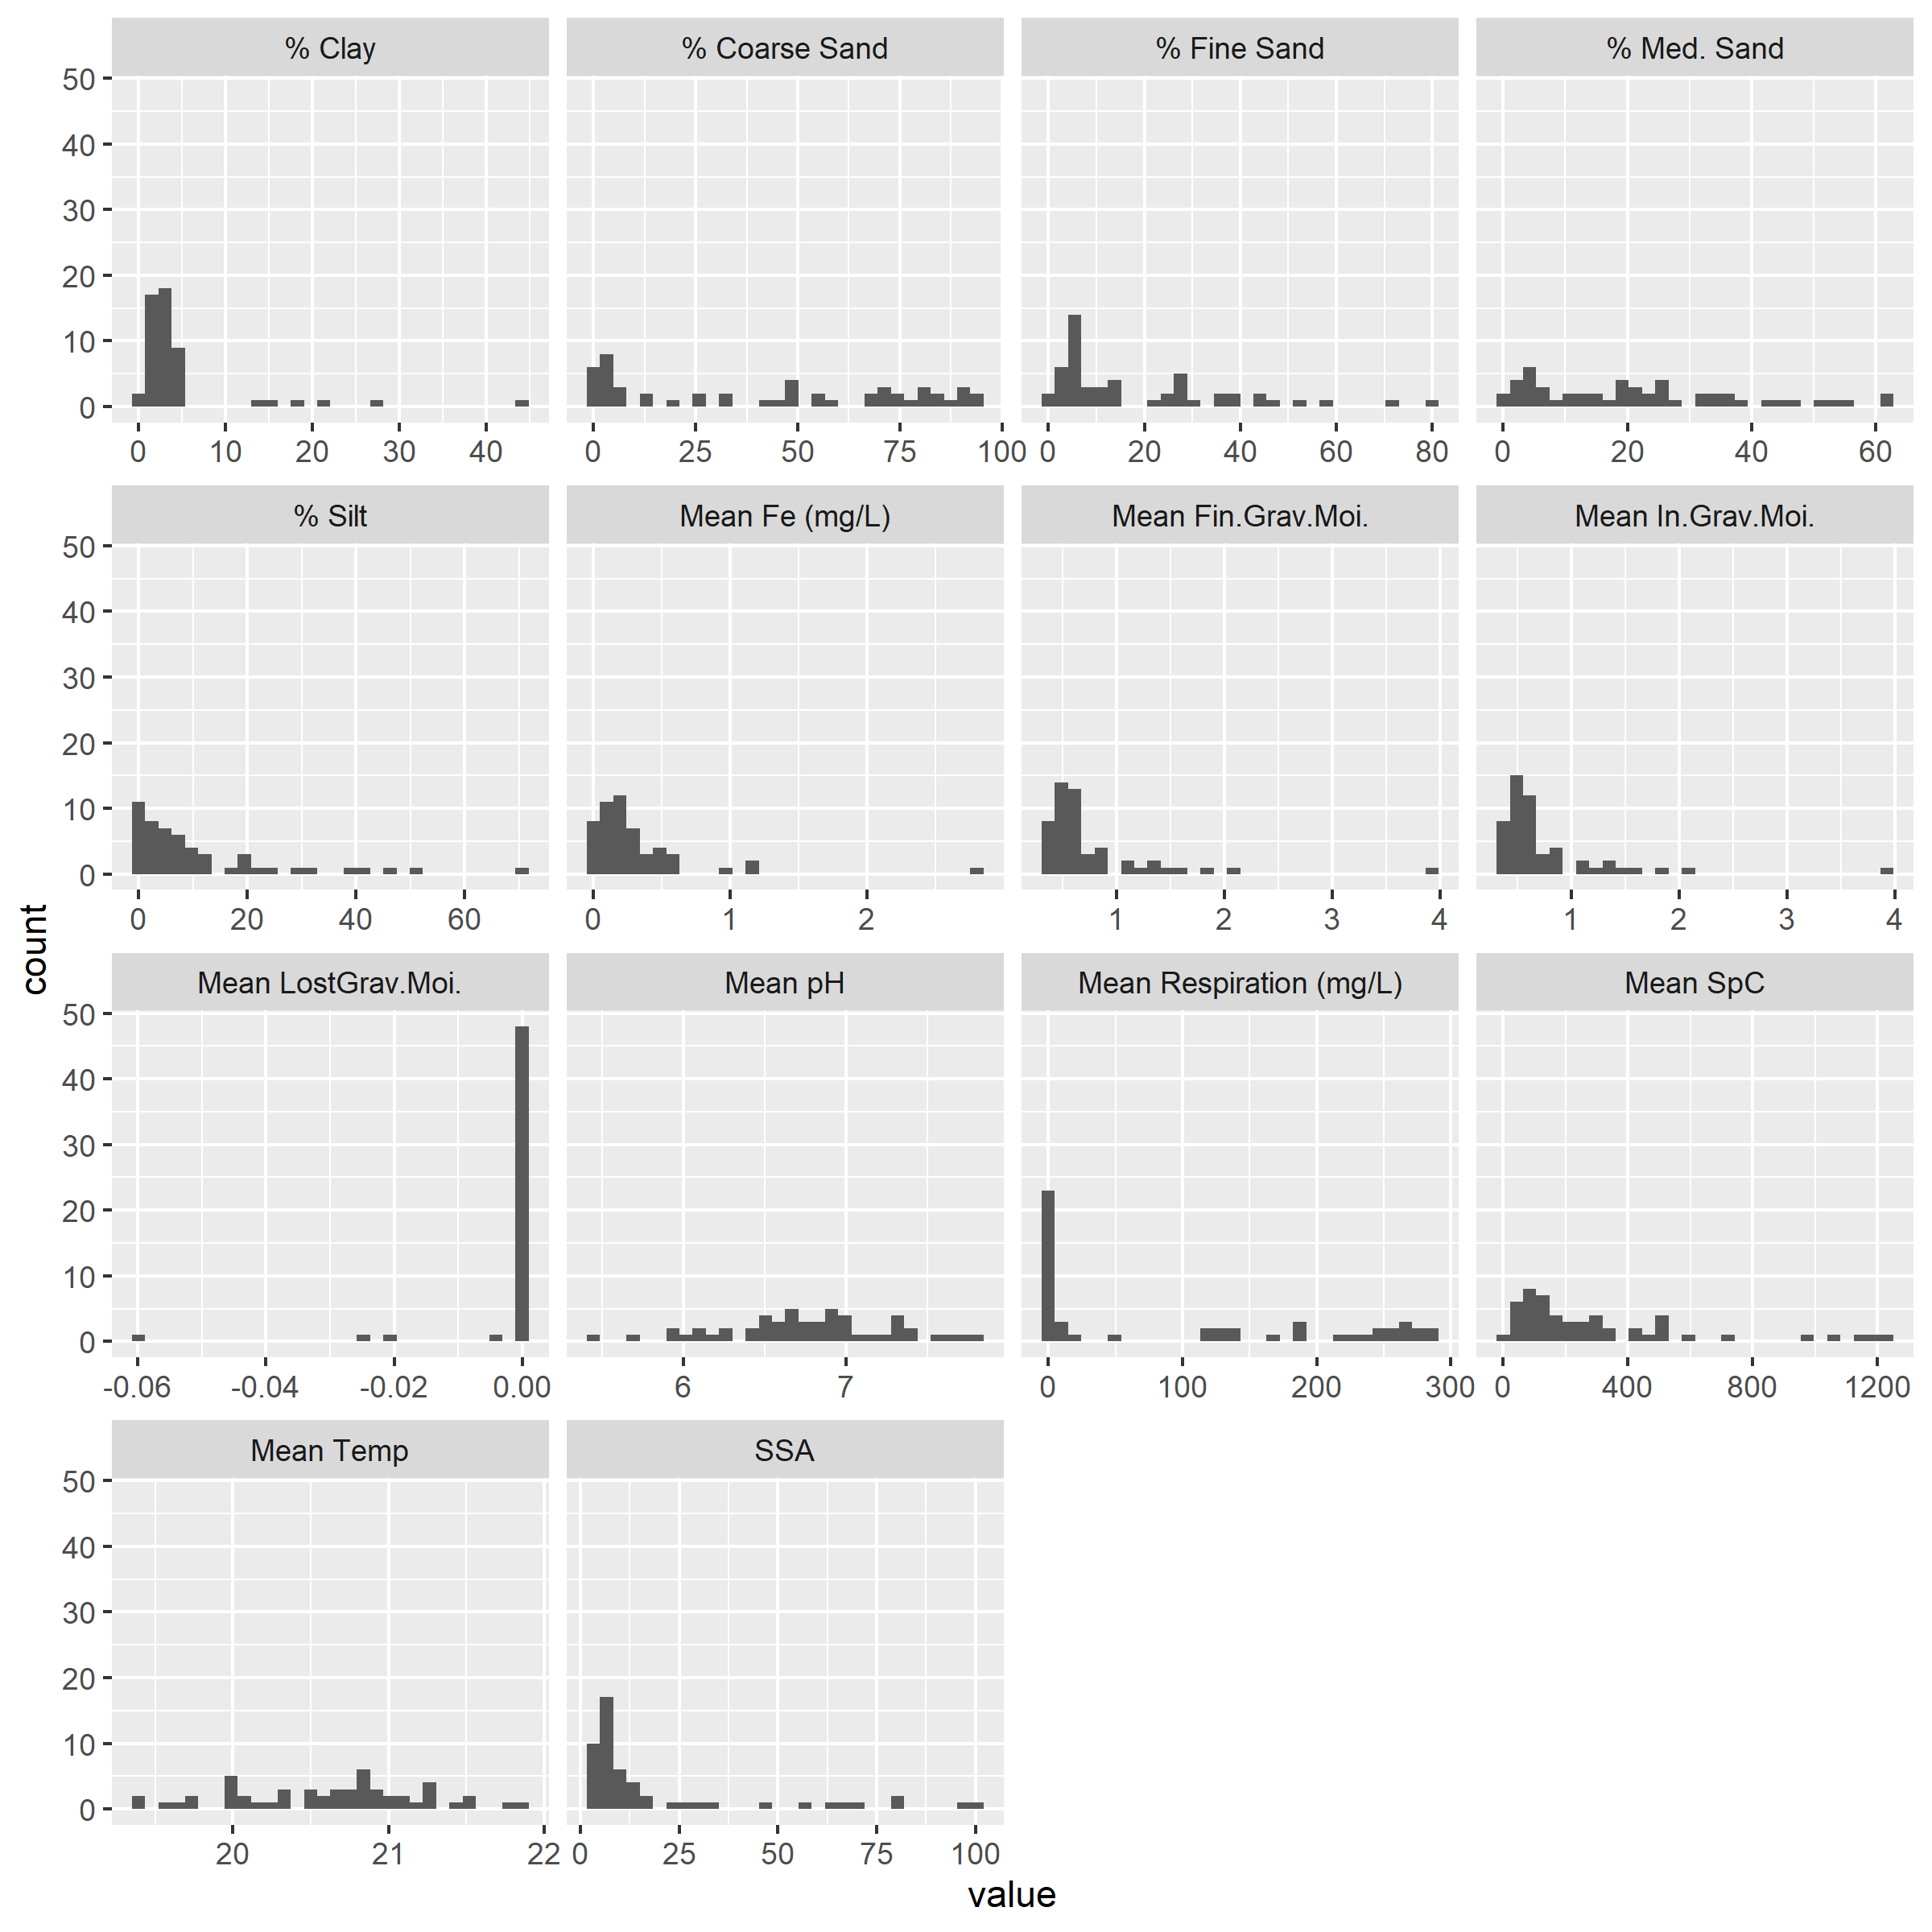 % Clay % Coarse Sand % Fine Sand % Med. Sand
50
40
30
20
10
0
0 10 20 30 40 0 25 50 75 100 0 20 40 60 80 0 20 40 60
% Silt Mean Fe (mg/L) Mean Fin.Grav.Moi. Mean In.Grav.Moi.
50
40
30
20
10
0
0 20 40 60 0 1 2 1 2 3 4 1 2 3 4
count
Mean LostGrav.Moi. Mean pH Mean Respiration (mg/L) Mean SpC
50
40
30
20
10
0
-0.06 -0.04 -0.02 0.00 6 7 0 100 200 300 0 400 800 1200
Mean Temp SSA
50
40
30
20
10
0
20 21 22 0 25 50 75 100
value